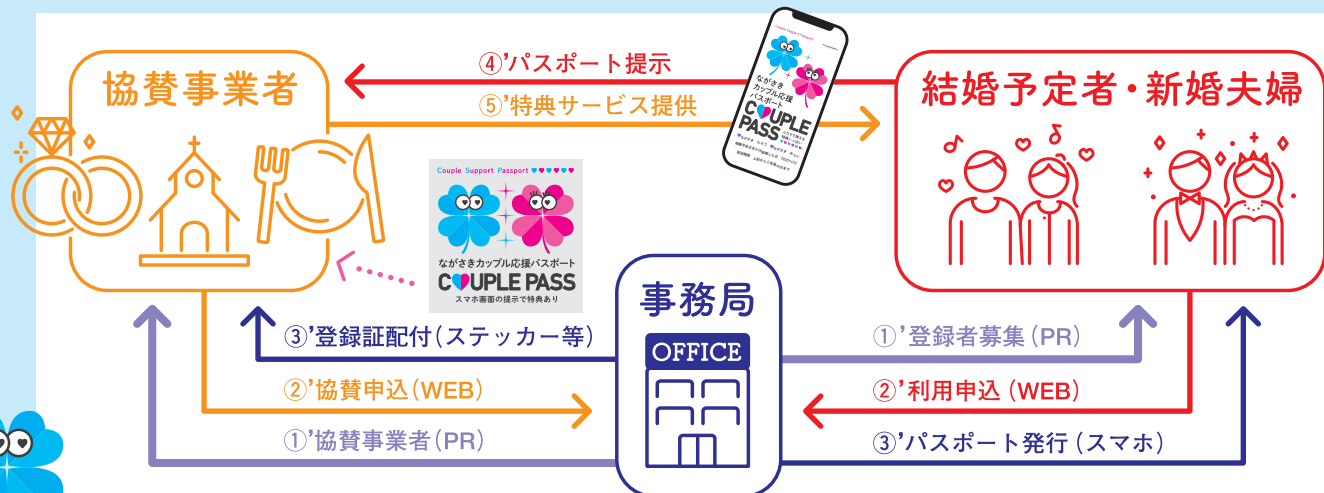 協賛事業者
④’パスポート提示
⑤’特典サービス提供
ながさき
カップル応援
パスポート
COUPLE
PASS
結婚予定者・新婚夫婦
Couple Support Passport
ながさきカップル応援パスポート
COUPLE PASS
スマホ画面の提示で特典あり
事務局
OFFICE
③’登録証配付(ステッカー等)
②’協賛申込(WEB)
①’協賛事業者(PR)
①’登録者募集(PR)
②’利用申込(WEB)
③’パスポート発行(スマホ)